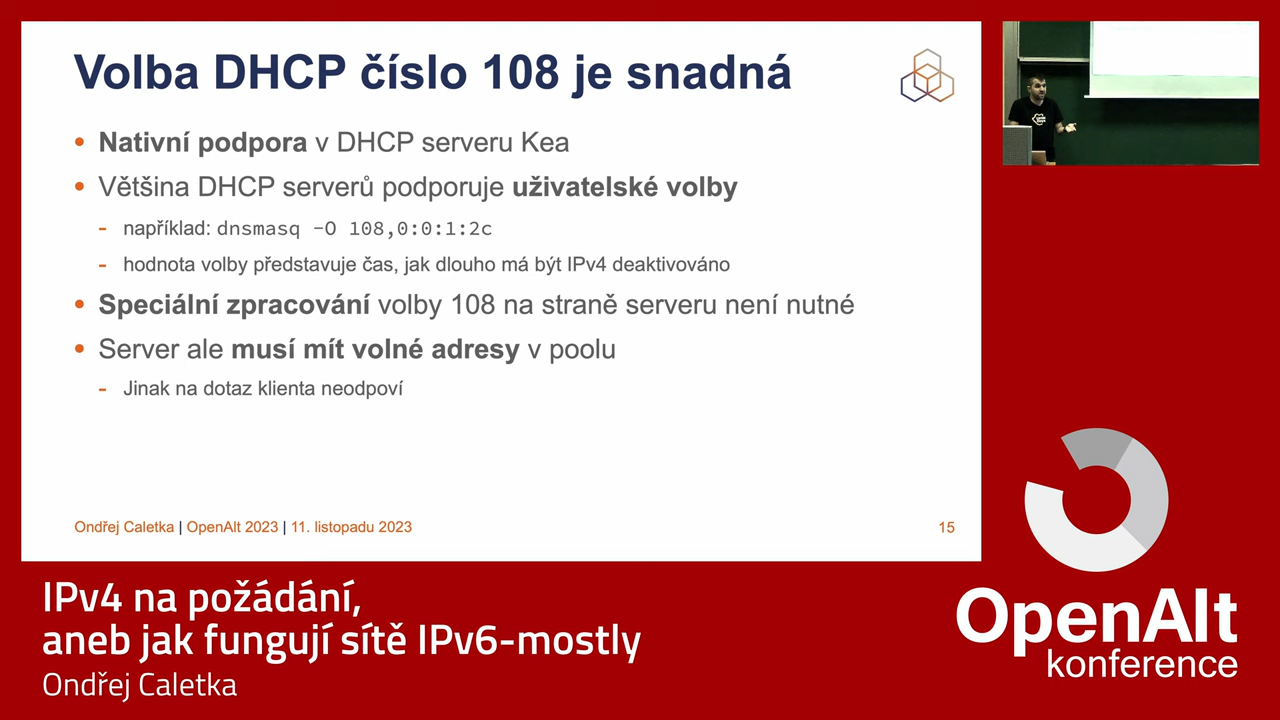 Volba DHCP číslo 108 je snadná
• Nativní podpora v DHCP serveru Kea
• Většina DHCP serverů podporuje uživatelské volby
- například: dnsmasq -O 108,0:0:1:2c
- hodnota volby představuje čas, jak dlouho má být IPv4 deaktivováno
• Speciální zpracování volby 108 na straně serveru není nutné
• Server ale musí mít volné adresy v poolu
- Jinak na dotaz klienta neodpoví
Ondřej Caletka | OpenAlt 2023 | 11. listopadu 2023
15
IPv4 na požádání,
aneb jak fungují sítě IPv6-mostly
Ondřej Caletka
OpenAlt
konference